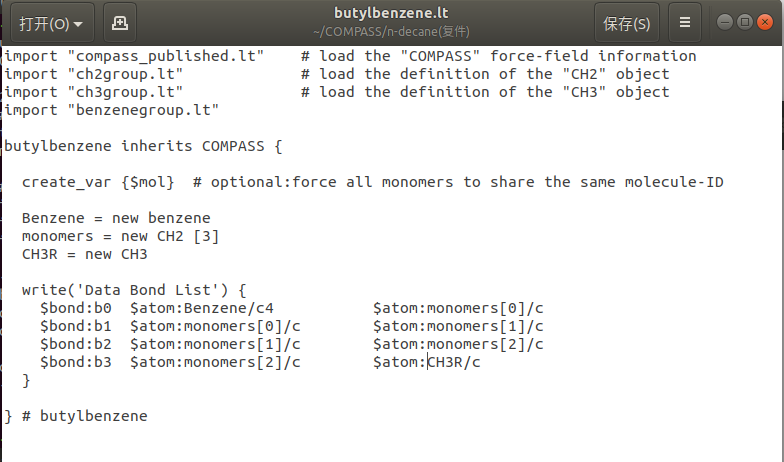 打开(O)
butylbenzene.lt
~/COMPASS/n-decane(复件)
保存(S)
import "compass_published.lt"    # load the "COMPASS" force-field information
import "ch2group.lt"             # load the definition of the "CH2" object
import "ch3group.lt"             # load the definition of the "CH3" object
import "benzenegroup.lt"
butylbenzene inherits COMPASS {
  create_var {$mol}  # optional:force all monomers to share the same molecule-ID
  Benzene = new benzene
  monomers = new CH2 [3]
  CH3R = new CH3
  write('Data Bond List') {
    $bond:b0  $atom:Benzene/c4           $atom:monomers[0]/c
    $bond:b1  $atom:monomers[0]/c        $atom:monomers[1]/c
    $bond:b2  $atom:monomers[1]/c        $atom:monomers[2]/c
    $bond:b3  $atom:monomers[2]/c        $atom:CH3R/c
  }
} # butylbenzene